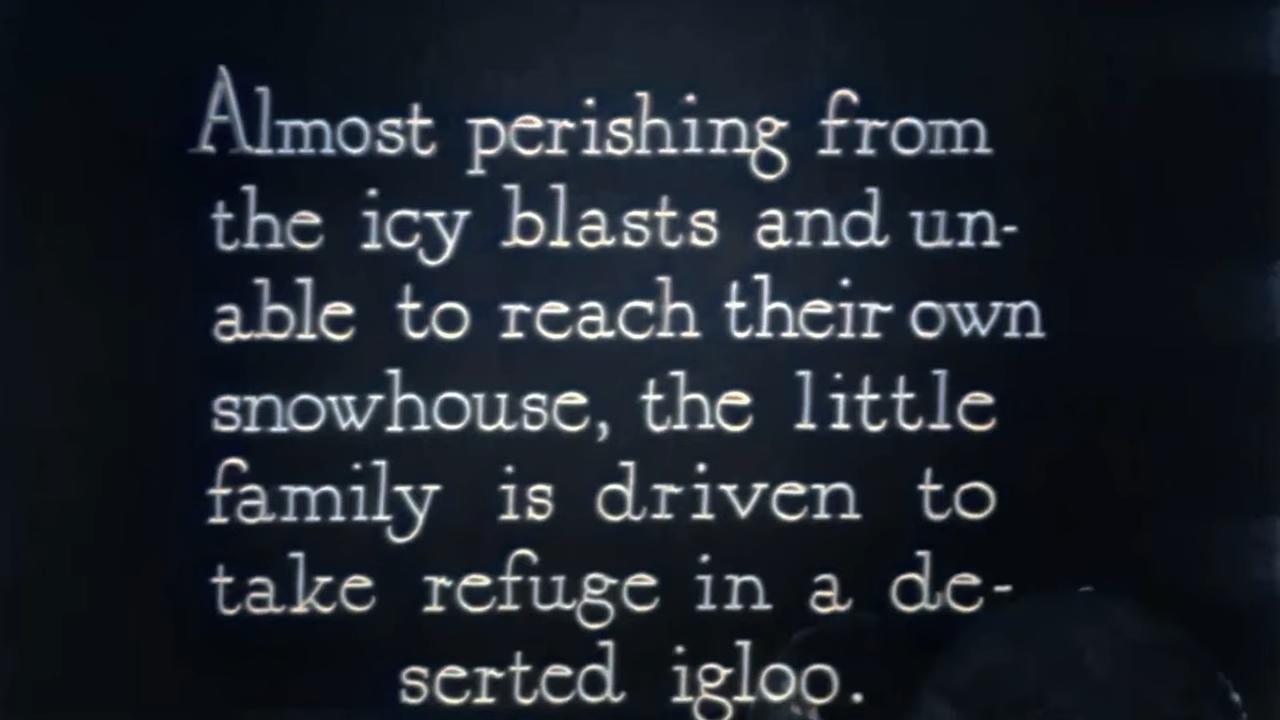 Almost perishing from
the icy blasts and un-
able to reach their own
snowhouse, the little
family is driven to
take refuge in a de-
serted igloo.